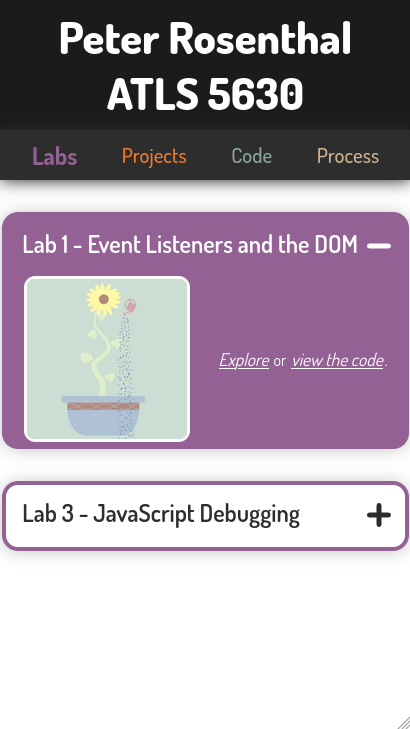 Peter Rosenthal
ATLS 5630
Labs Projects Code Process
Lab 1 - Event Listeners and the DOM
Explore or view the code.
Lab 3 - JavaScript Debugging